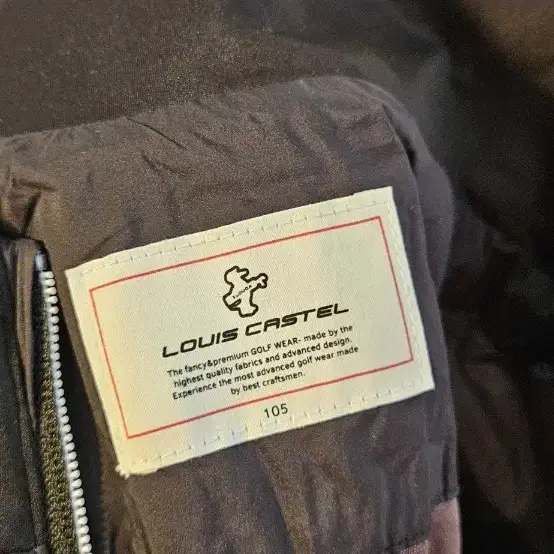 LOUIS CASTEL
The fancy&premium GOLF WEAR- made by the
highest quality fabrics and advanced design.
Experience the most advanced golf wear made
by best craftsmen.
105